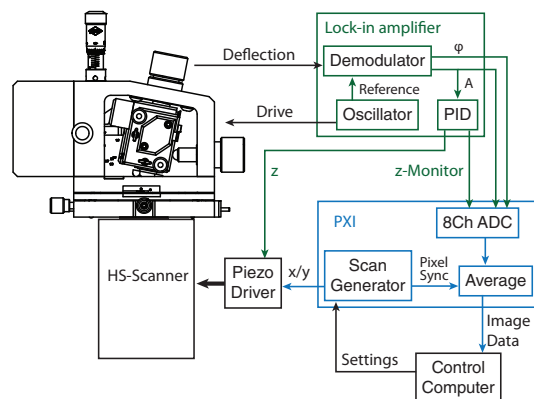 Lock-in amplifier
Deflection
Demodulator
φ
Reference
A
Drive
Oscillator
PID
z
z-Monitor
PXI
8Ch ADC
HS-Scanner
Piezo
Driver
x/y
Scan
Generator
Pixel
Sync
Average
Image
Data
Settings
Control
Computer